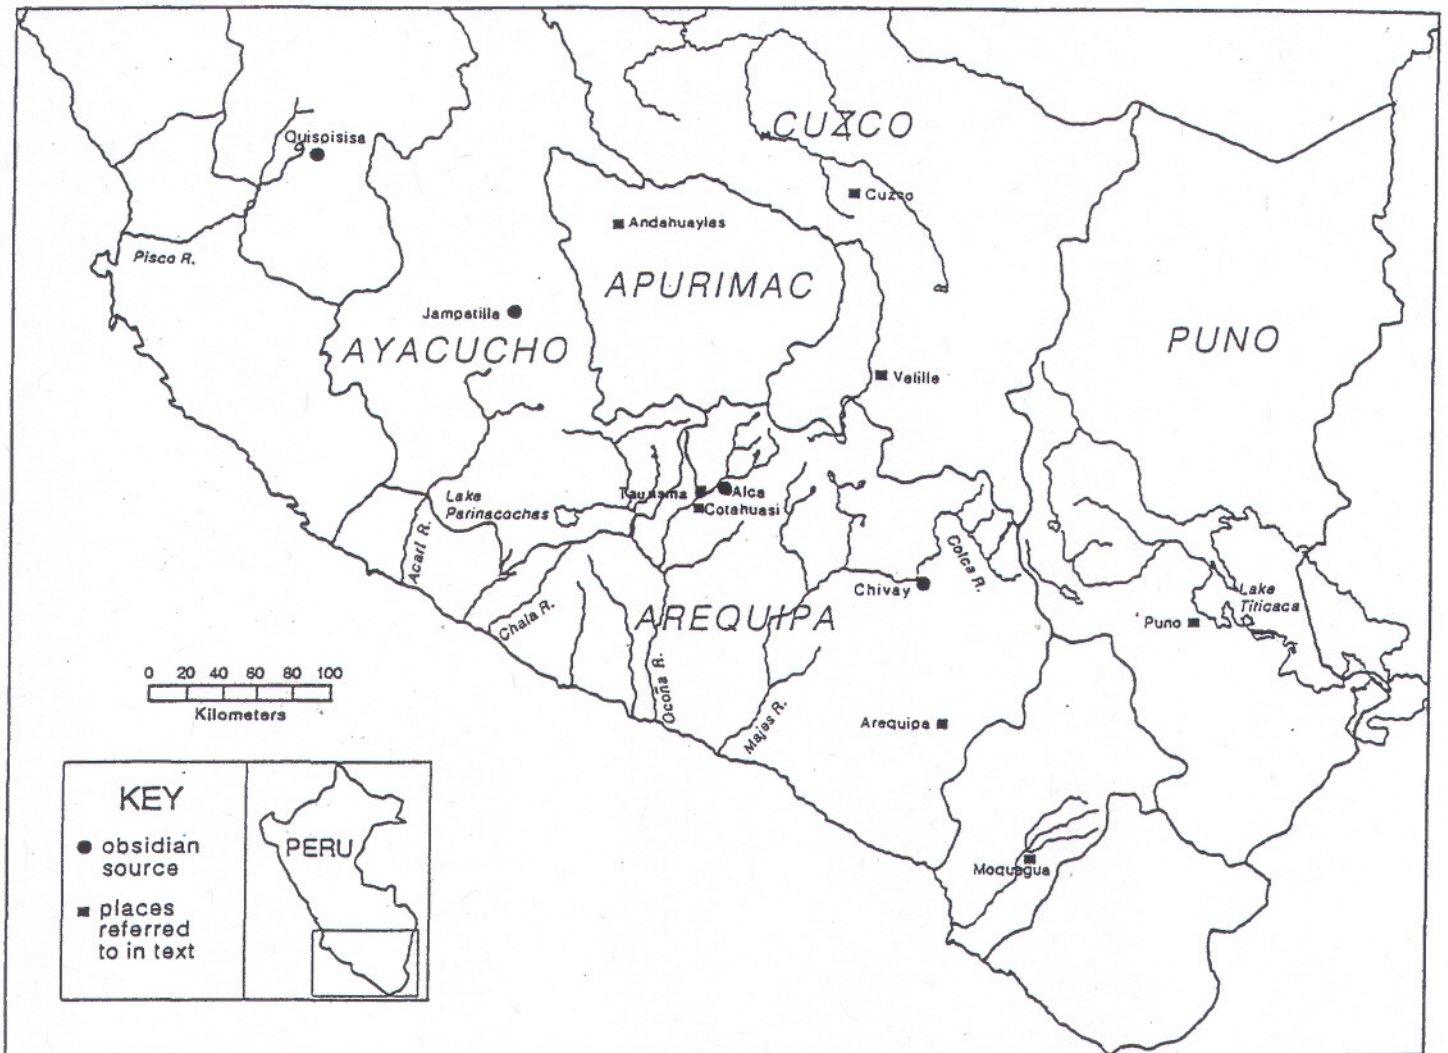 CUZCO
Quispisisa
Cuzco
Andahuaylas
Pisco R.
APURIMAC
Jampatilla
AYACUCHO
PUNO
Velille
Lake
Parinacochas
Taurisma
Alca
Cotahuasi
Acari R.
Colca R.
Chivay
Lake
Titicaca
Chala R.
AREQUIPA
Puno
Ocoña R.
0 20 40 60 80 100
Kilometers
Majes R.
Arequipa
KEY
obsidian
source
places
referred
to in text
PERU
Moquegua